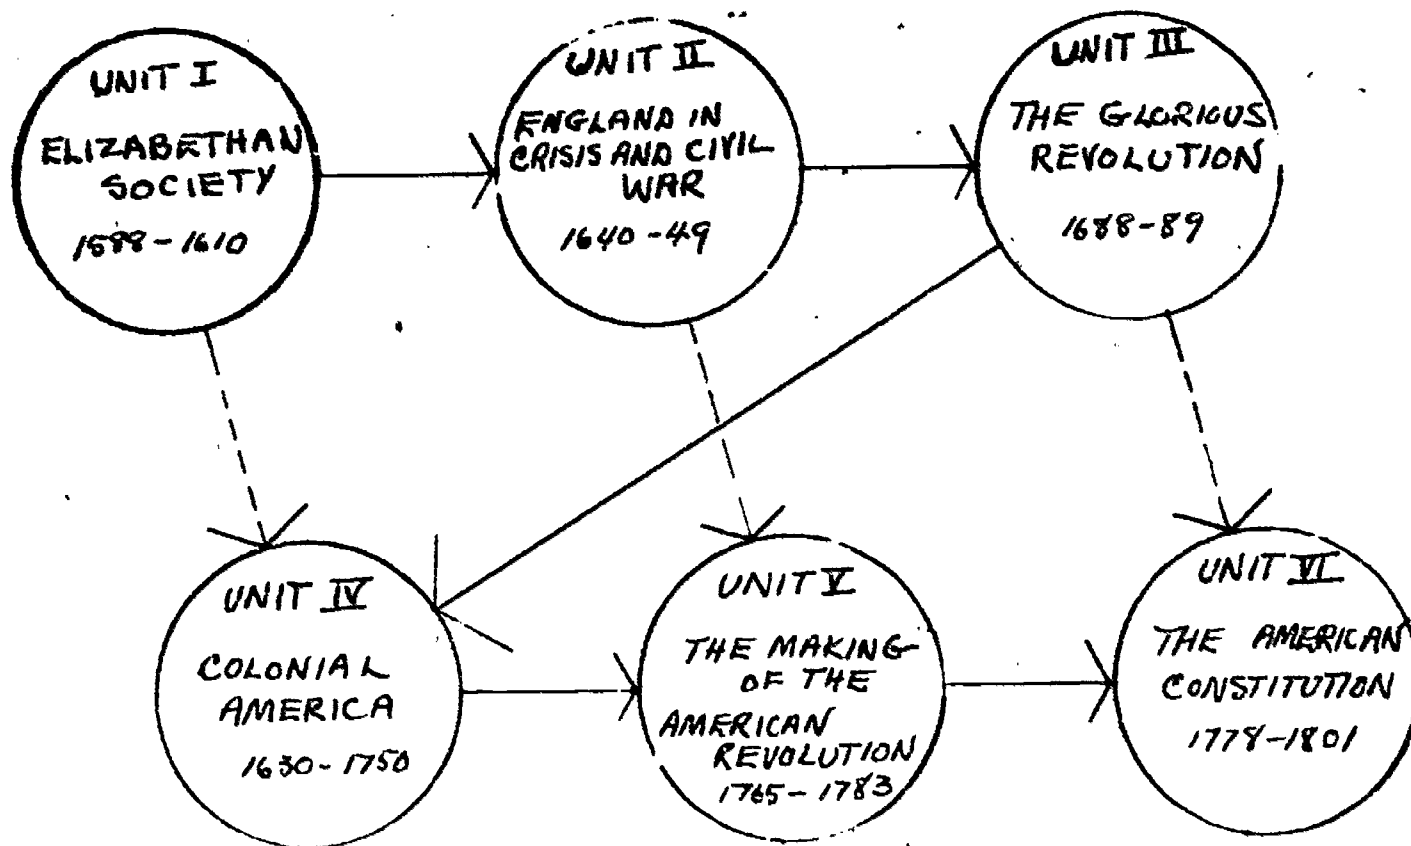 UNIT I
ELIZABETHAN
SOCIETY
1588-1610
UNIT II
ENGLAND IN
CRISIS AND CIVIL
WAR
1640-49
UNIT III
THE GLORIOUS
REVOLUTION
1688-89
UNIT IV
COLONIAL
AMERICA
1630-1750
UNIT V
THE MAKING
OF THE
AMERICAN
REVOLUTION
1765-1783
UNIT VI
THE AMERICAN
CONSTITUTION
1778-1801